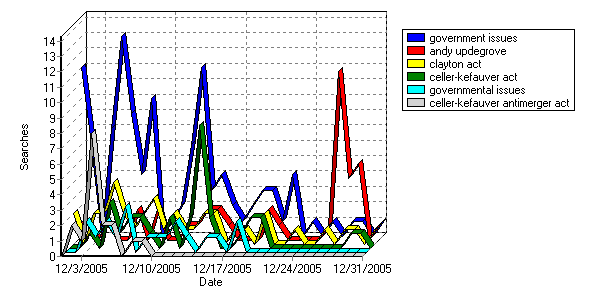 14
13
12
11
10
9
8
7
6
5
4
3
2
1
0
Searches
12/3/2005 12/10/2005 12/17/2005 12/24/2005 12/31/2005
Date
government issues
andy updegrove
clayton act
celler-kefauver act
governmental issues
celler-kefauver antimerger act